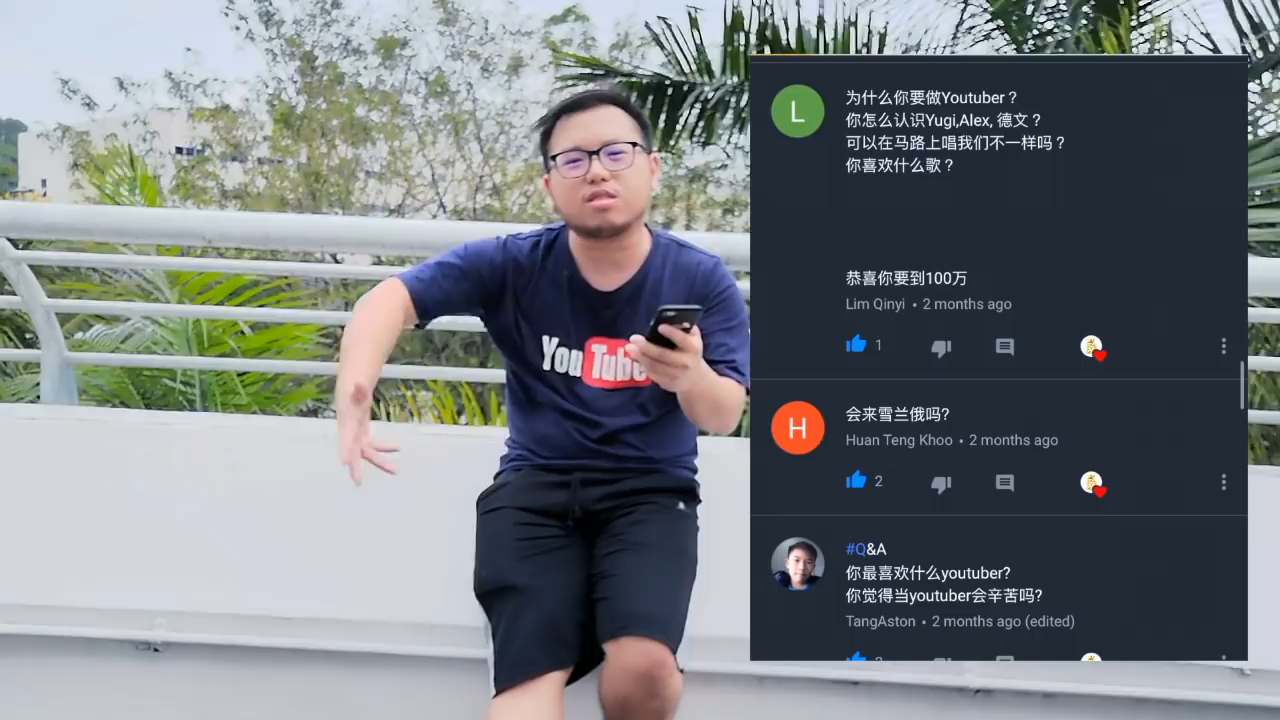 You Tube
L
为什么你要做Youtuber？
你怎么认识Yugi,Alex, 德文？
可以在马路上唱我们不一样吗？
你喜欢什么歌？
恭喜你要到100万
Lim Qinyi • 2 months ago
1
H
会来雪兰俄吗?
Huan Teng Khoo • 2 months ago
2
#Q&A
你最喜欢什么youtuber?
你觉得当youtuber会辛苦吗?
TangAston • 2 months ago (edited)